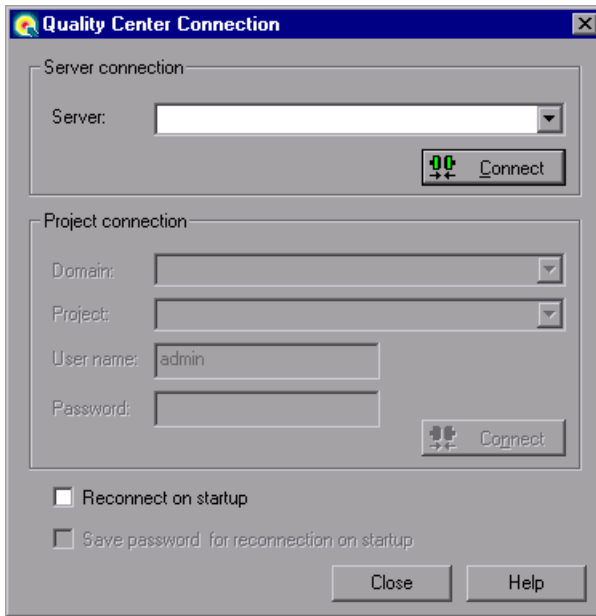 Quality Center Connection
Server connection
Server:
Connect
Project connection
Domain:
Project:
User name: admin
Password:
Connect
Reconnect on startup
Save password for reconnection on startup
Close Help